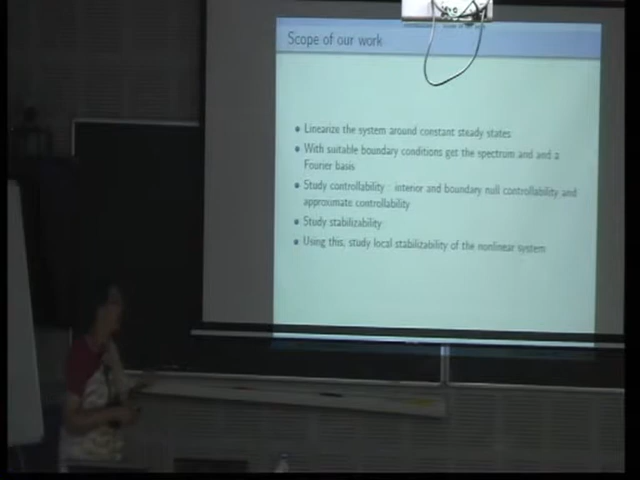 Scope of our work
• Linearize the system around constant steady states
• With suitable boundary conditions get the spectrum and and a
Fourier basis
• Study controllability : interior and boundary null controllability and
approximate controllability
• Study stabilizability
• Using this, study local stabilizability of the nonlinear system